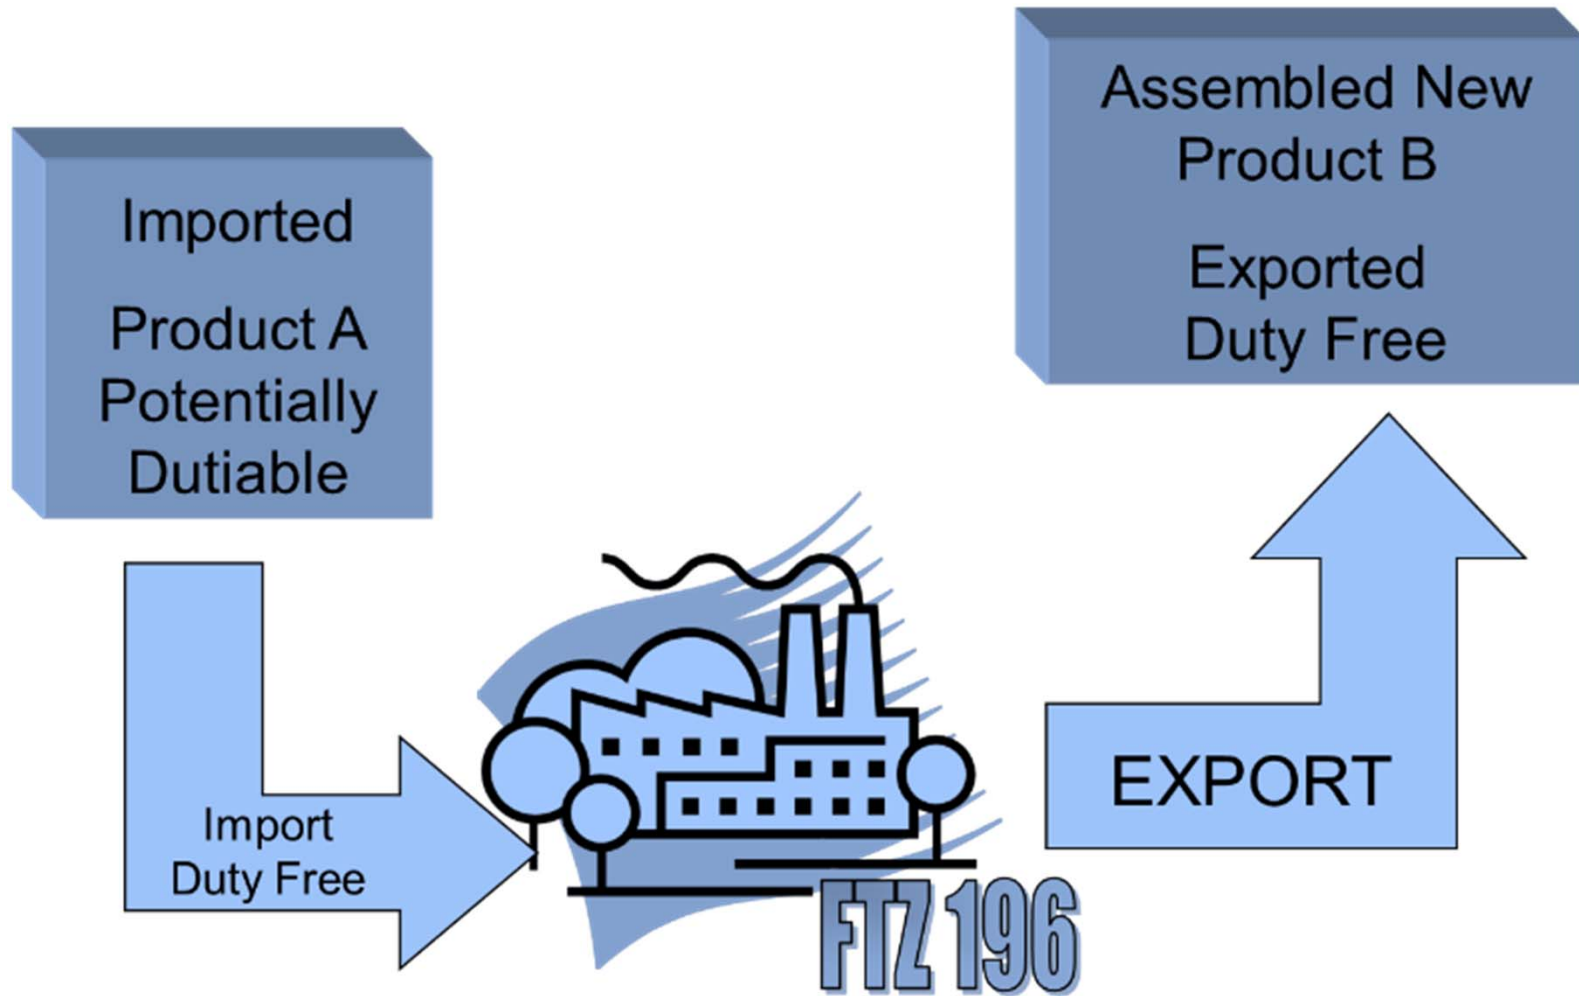 Imported
Product A
Potentially
Dutiable
Import
Duty Free
FTZ 196
EXPORT
Assembled New
Product B
Exported
Duty Free